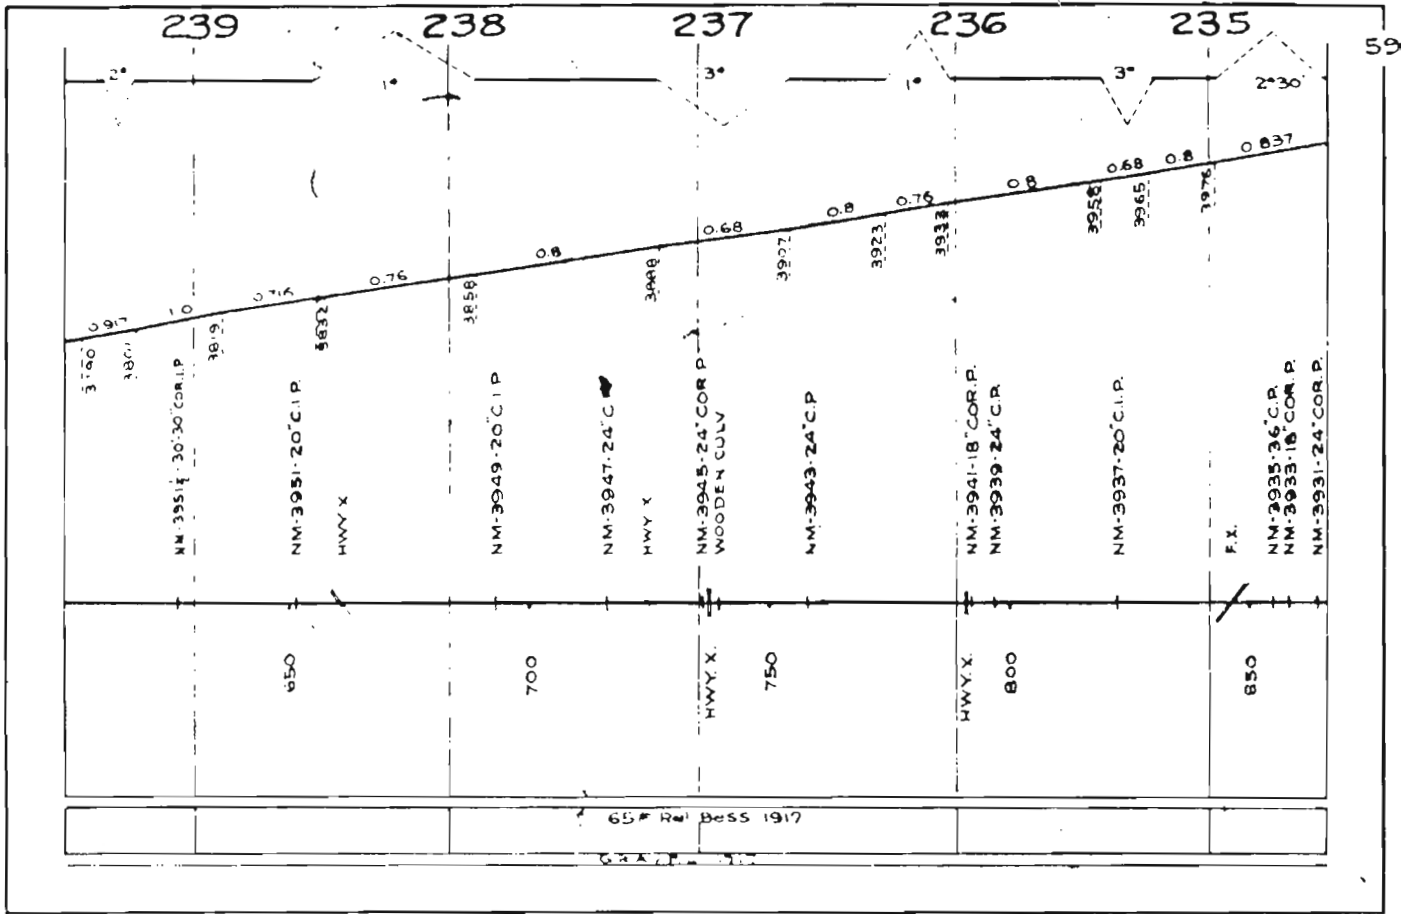 239 238 237 236 235
59
2° 1° 3° 1° 3° 2°30'
0.917 1.0 0.76 0.8 0.68 0.8 0.76 0.8 0.68 0.8 0.837
3819 3832 3858 3888 3907 3923 3933 3958 3965 3976
NM-3951½-30'-30"COR.I.P
NM-3951-20"C.I.P.
HWY X
NM-3949-20"C I P
NM-3947-24"C
HWY X
NM-3945-24"COR P
WOODEN CULV
NM-3943-24"C.P
NM-3941-18"COR.P.
NM-3939-24"C.P.
NM-3937-20"C.I.P.
F.X.
NM-3935-36"C.P.
NM-3933-18"COR.P.
NM-3931-24"COR.P.
650 700 HWY.X. 750 HWY.X. 800 850
65# Rel Bess 1917